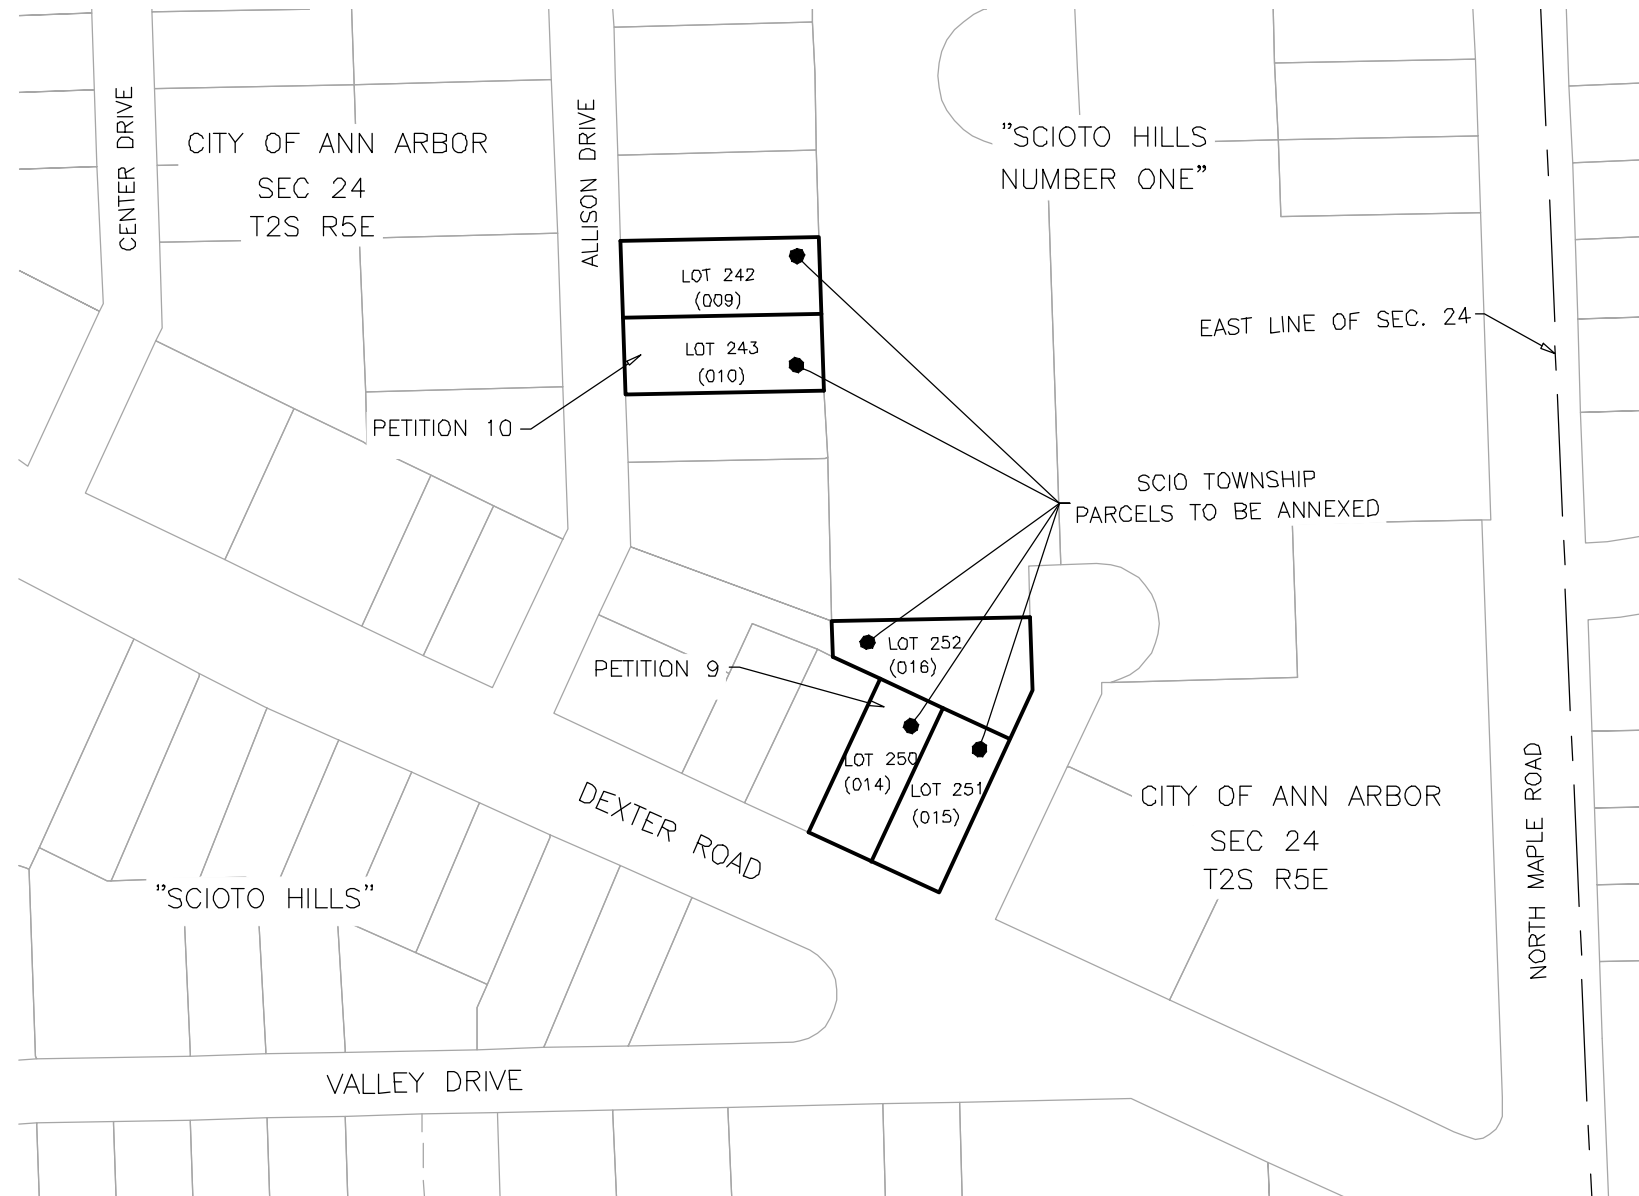 CENTER DRIVE
CITY OF ANN ARBOR
SEC 24
T2S R5E
ALLISON DRIVE
"SCIOTO HILLS
NUMBER ONE"
LOT 242
(009)
LOT 243
(010)
EAST LINE OF SEC. 24
PETITION 10
SCIO TOWNSHIP
PARCELS TO BE ANNEXED
LOT 252
(016)
PETITION 9
LOT 250
(014)
LOT 251
(015)
DEXTER ROAD
CITY OF ANN ARBOR
SEC 24
T2S R5E
NORTH MAPLE ROAD
"SCIOTO HILLS"
VALLEY DRIVE